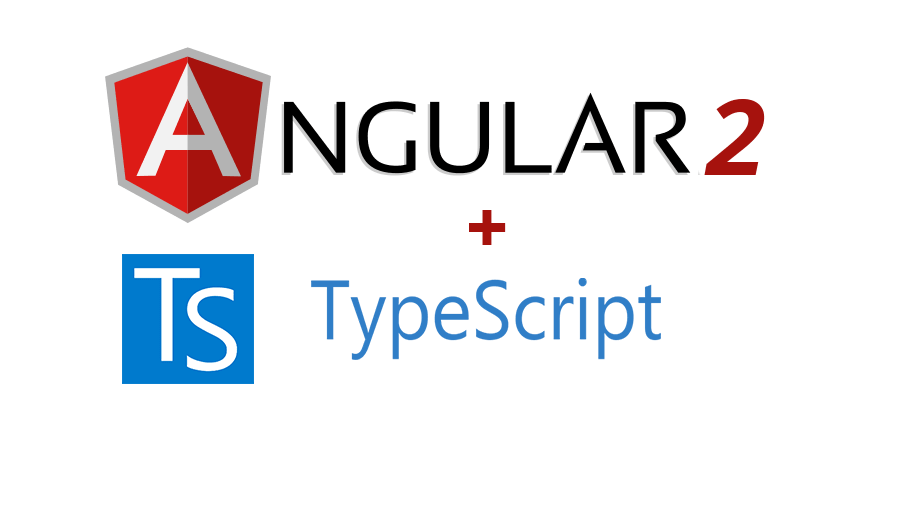 ANGULAR 2
+
TS TypeScript